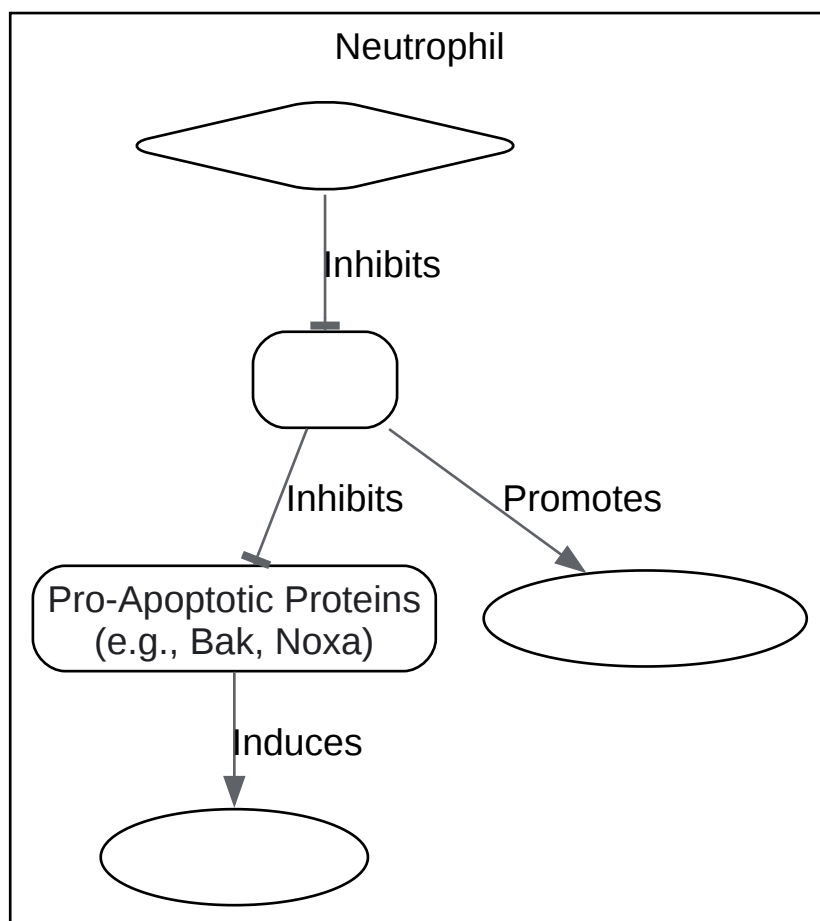 Neutrophil
Inhibits
Inhibits
Promotes
Pro-Apoptotic Proteins
(e.g., Bak, Noxa)
Induces